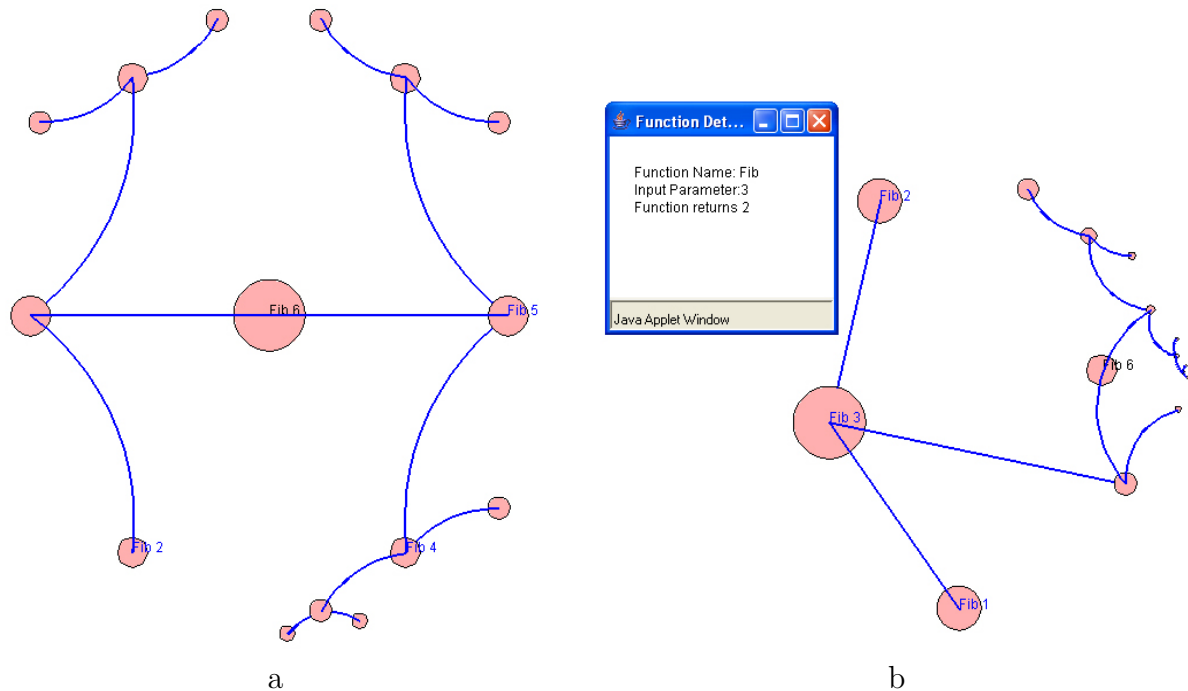 Fib 6
Fib 5
Fib 2
Fib 4
a
Function Det...
Function Name: Fib
Input Parameter:3
Function returns 2
Java Applet Window
Fib 2
Fib 6
Fib 3
Fib 1
b